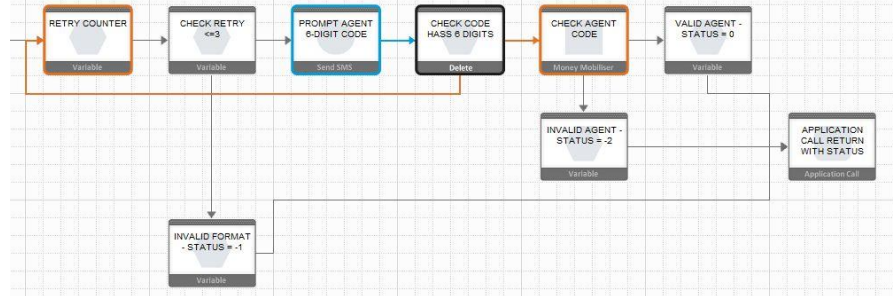 RETRY COUNTER
Variable
CHECK RETRY
<=3
Variable
PROMPT AGENT
6-DIGIT CODE
Send SMS
CHECK CODE
HASS 6 DIGITS
Delete
CHECK AGENT
CODE
Money Mobiliser
VALID AGENT -
STATUS = 0
Variable
INVALID AGENT -
STATUS = -2
Variable
APPLICATION
CALL RETURN
WITH STATUS
Application Call
INVALID FORMAT
- STATUS = -1
Variable